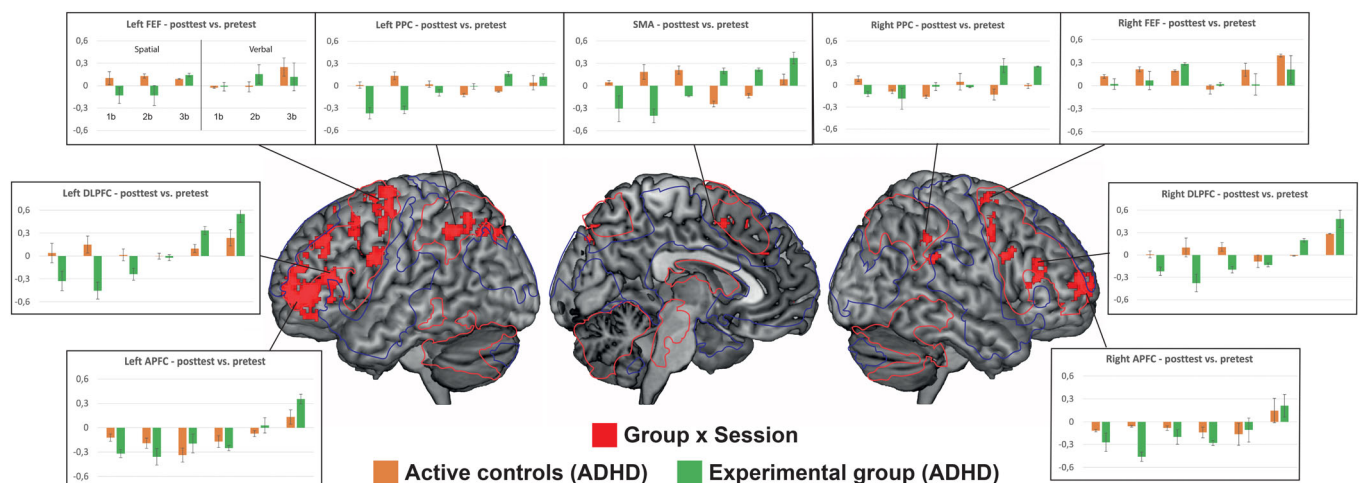 Left FEF - posttest vs. pretest
0,6
0,3
0
-0,3
-0,6
Spatial
Verbal
1b
2b
3b
1b
2b
3b
Left PPC - posttest vs. pretest
0,6
0,3
0
-0,3
-0,6
SMA - posttest vs. pretest
0,6
0,3
0
-0,3
-0,6
Right PPC - posttest vs. pretest
0,6
0,3
0
-0,3
-0,6
Right FEF - posttest vs. pretest
0,6
0,3
0
-0,3
-0,6
Left DLPFC - posttest vs. pretest
0,6
0,3
0
-0,3
-0,6
Right DLPFC - posttest vs. pretest
0,6
0,3
0
-0,3
-0,6
Left APFC - posttest vs. pretest
0,6
0,3
0
-0,3
-0,6
Right APFC - posttest vs. pretest
0,6
0,3
0
-0,3
-0,6
Group x Session
Active controls (ADHD)
Experimental group (ADHD)